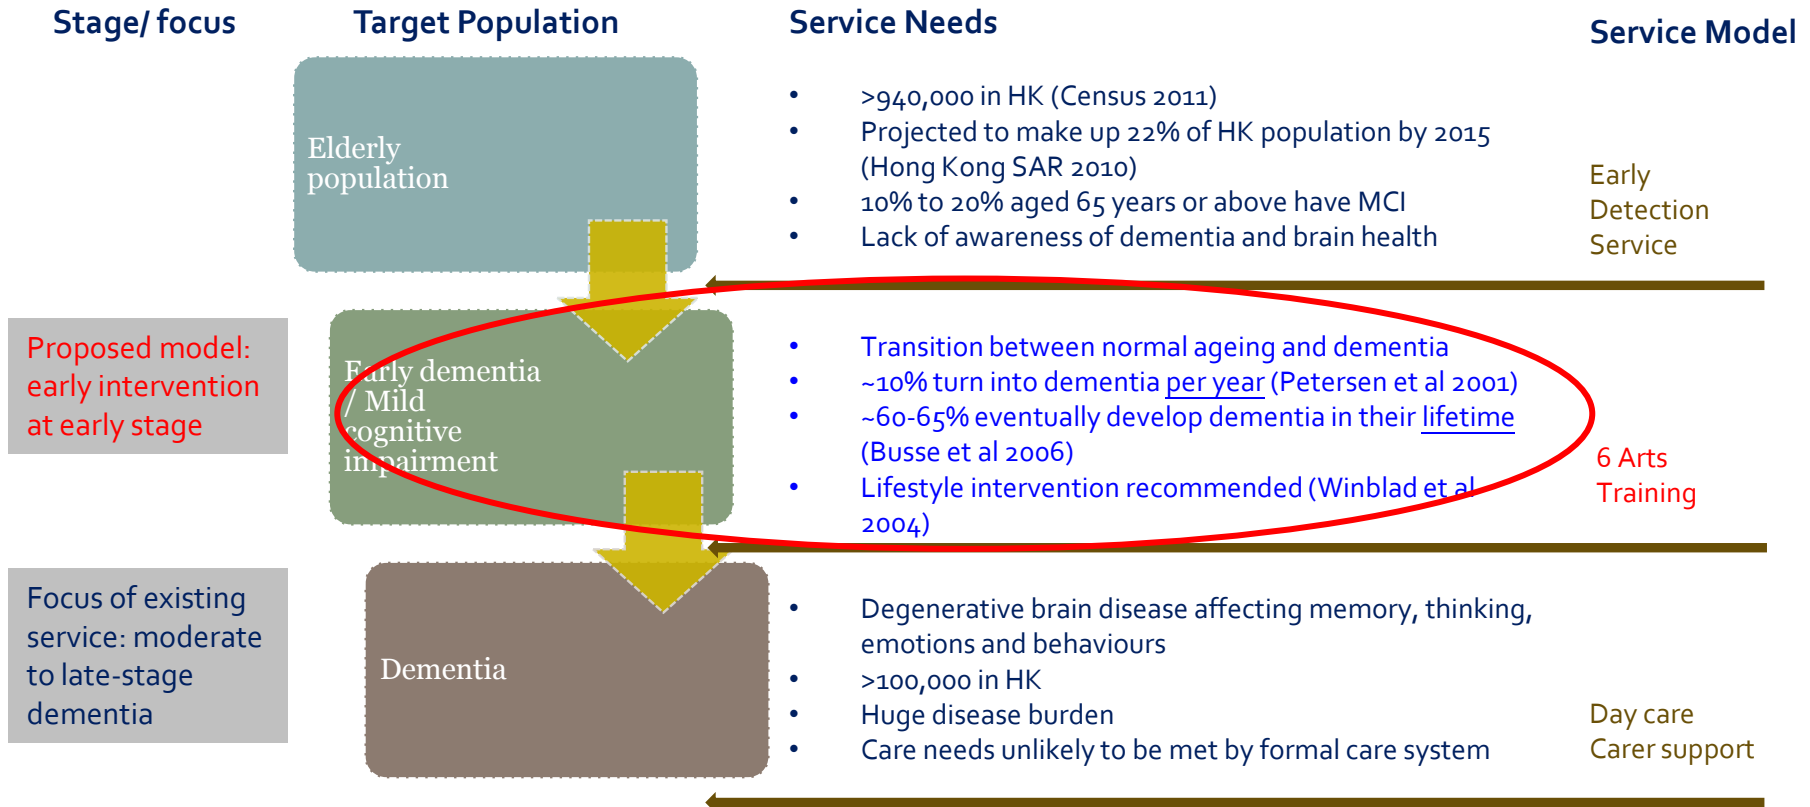 Stage/ focus
Target Population
Service Needs
Service Model
Elderly
population
• >940,000 in HK (Census 2011)
• Projected to make up 22% of HK population by 2015
(Hong Kong SAR 2010)
• 10% to 20% aged 65 years or above have MCI
• Lack of awareness of dementia and brain health
Early
Detection
Service
Proposed model:
early intervention
at early stage
Early dementia
/ Mild
cognitive
impairment
• Transition between normal ageing and dementia
• ~10% turn into dementia per year (Petersen et al 2001)
• ~60-65% eventually develop dementia in their lifetime
(Busse et al 2006)
• Lifestyle intervention recommended (Winblad et al
2004)
6 Arts
Training
Focus of existing
service: moderate
to late-stage
dementia
Dementia
• Degenerative brain disease affecting memory, thinking,
emotions and behaviours
• >100,000 in HK
• Huge disease burden
• Care needs unlikely to be met by formal care system
Day care
Carer support